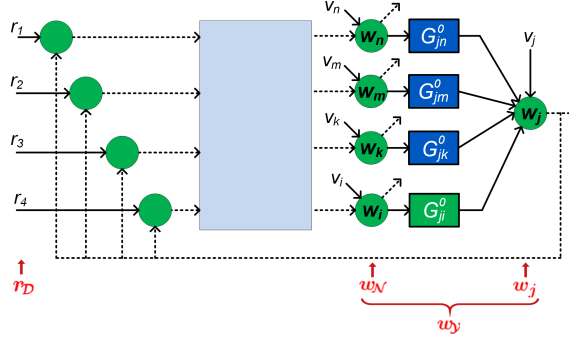 r1 vn wn G⁰jn vj
r2 vm wm G⁰jm wj
r3 vk wk G⁰jk
r4 vi wi G⁰ji
r𝒟 w𝒩 wj
w𝒴